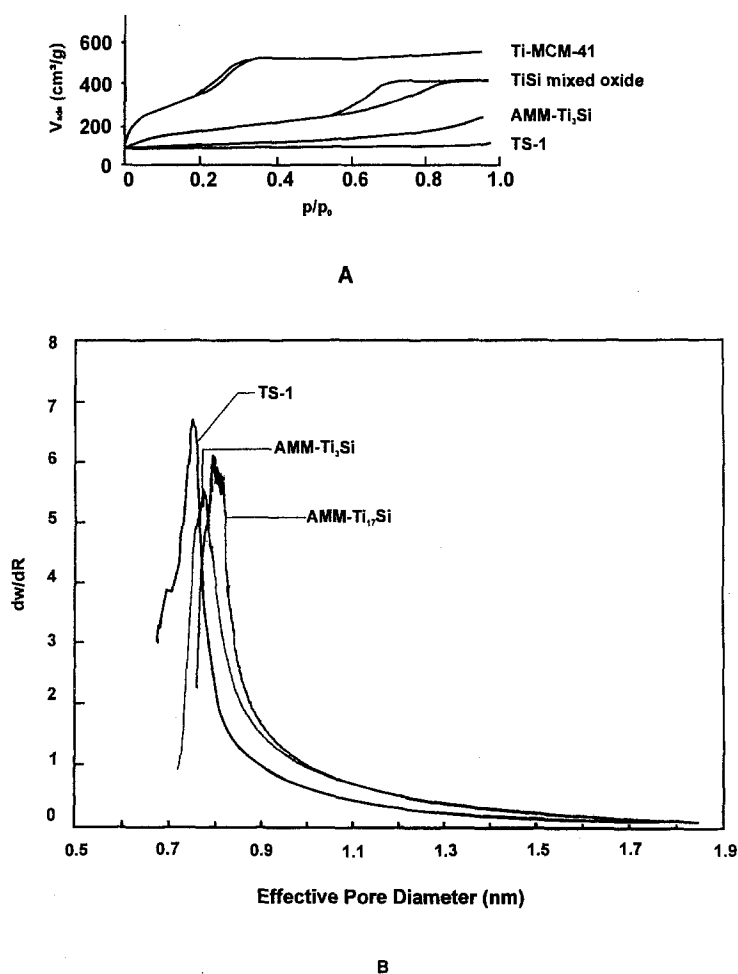 600
400
200
0
V ads (cm³/g)
0
0.2
0.4
0.6
0.8
1.0
p/p₀
Ti-MCM-41
TiSi mixed oxide
AMM-Ti₃Si
TS-1
A
8
7
6
5
4
3
2
1
0
dw/dR
TS-1
AMM-Ti₃Si
AMM-Ti₁₇Si
0.5
0.7
0.9
1.1
1.3
1.5
1.7
1.9
Effective Pore Diameter (nm)
B